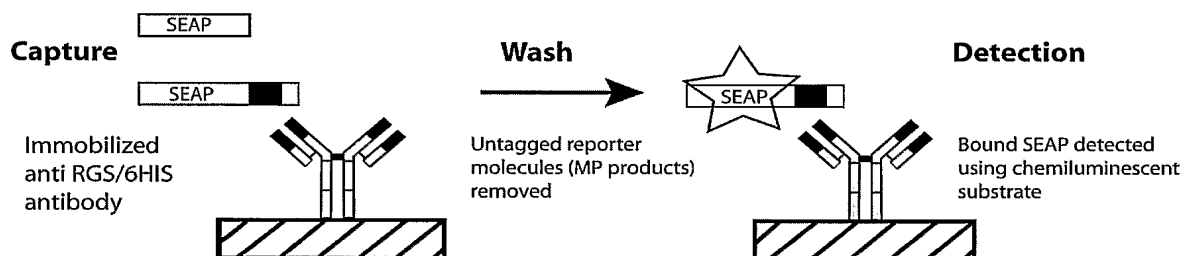 SEAP
Capture
SEAP
Immobilized
anti RGS/6HIS
antibody
Wash
Untagged reporter
molecules (MP products)
removed
SEAP
Detection
Bound SEAP detected
using chemiluminescent
substrate